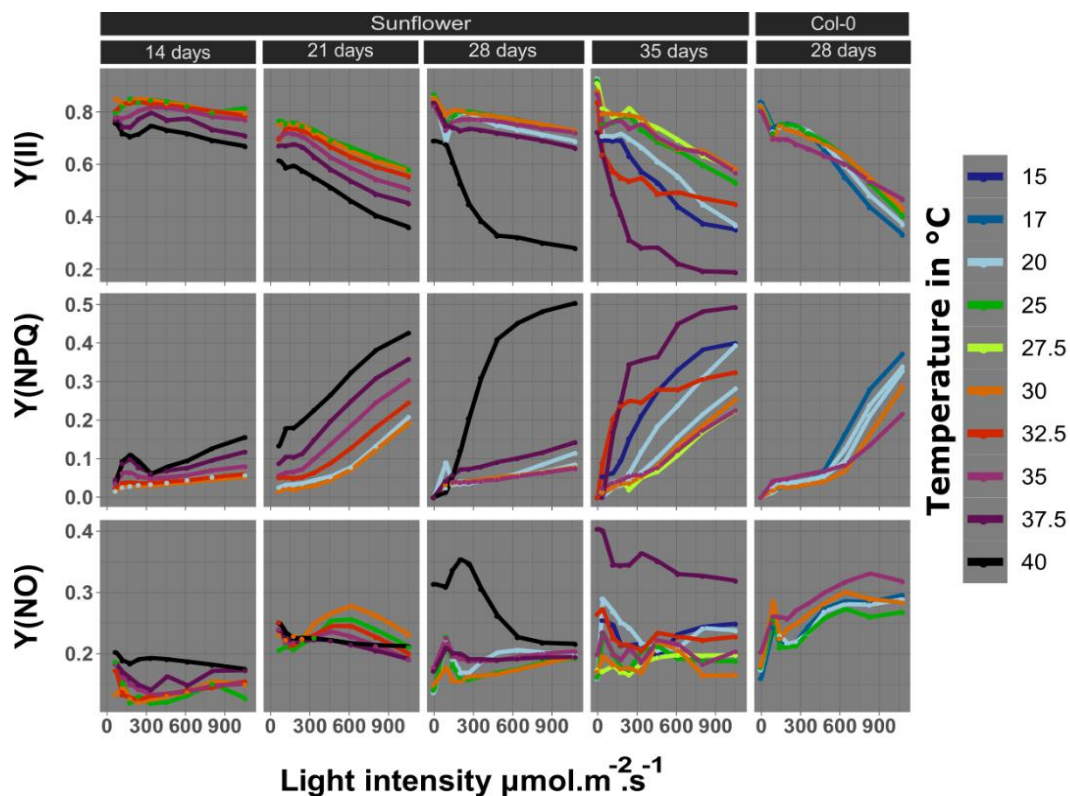 Sunflower Col-0
14 days 21 days 28 days 35 days 28 days
Y(II)
0.8
0.6
0.4
0.2
Y(NPQ)
0.5
0.4
0.3
0.2
0.1
0.0
Y(NO)
0.4
0.3
0.2
0 300 600 900 0 300 600 900 0 300 600 900 0 300 600 900 0 300 600 900
Light intensity µmol.m⁻².s⁻¹
Temperature in °C
15
17
20
25
27.5
30
32.5
35
37.5
40